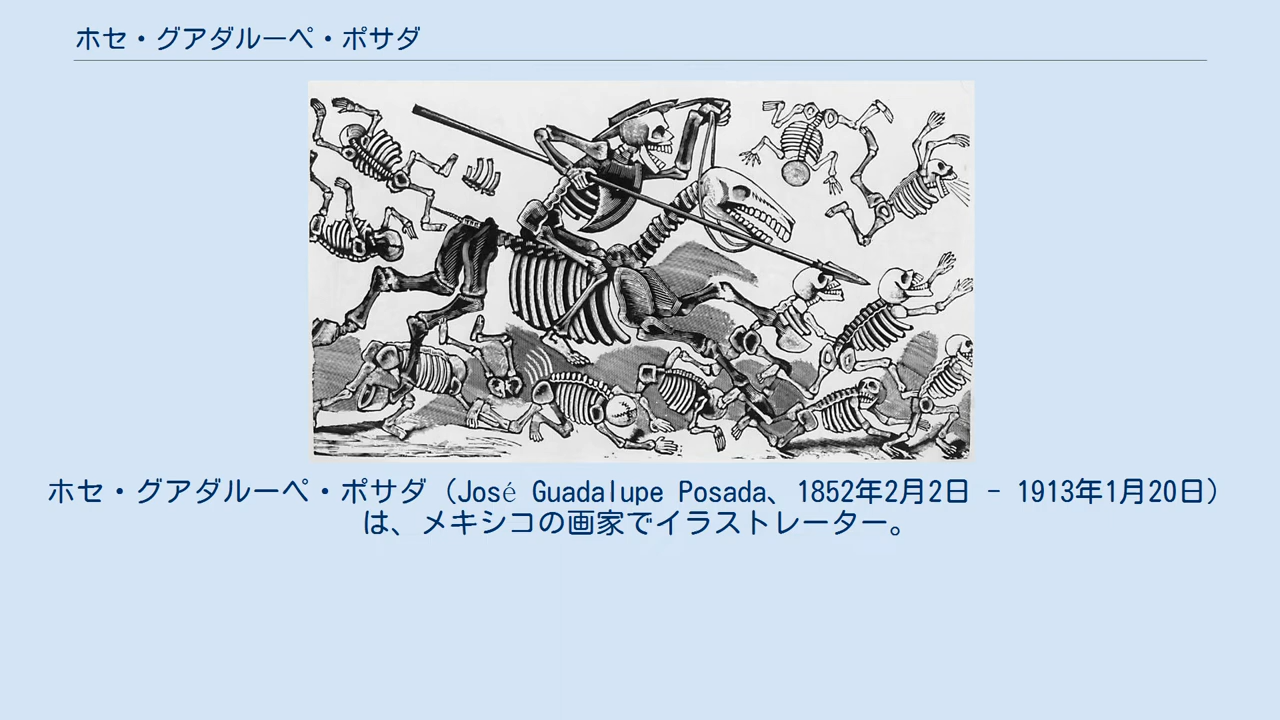 ホセ・グアダルーペ・ポサダ
ホセ・グアダルーペ・ポサダ（José Guadalupe Posada、1852年2月2日 - 1913年1月20日）
は、メキシコの画家でイラストレーター。